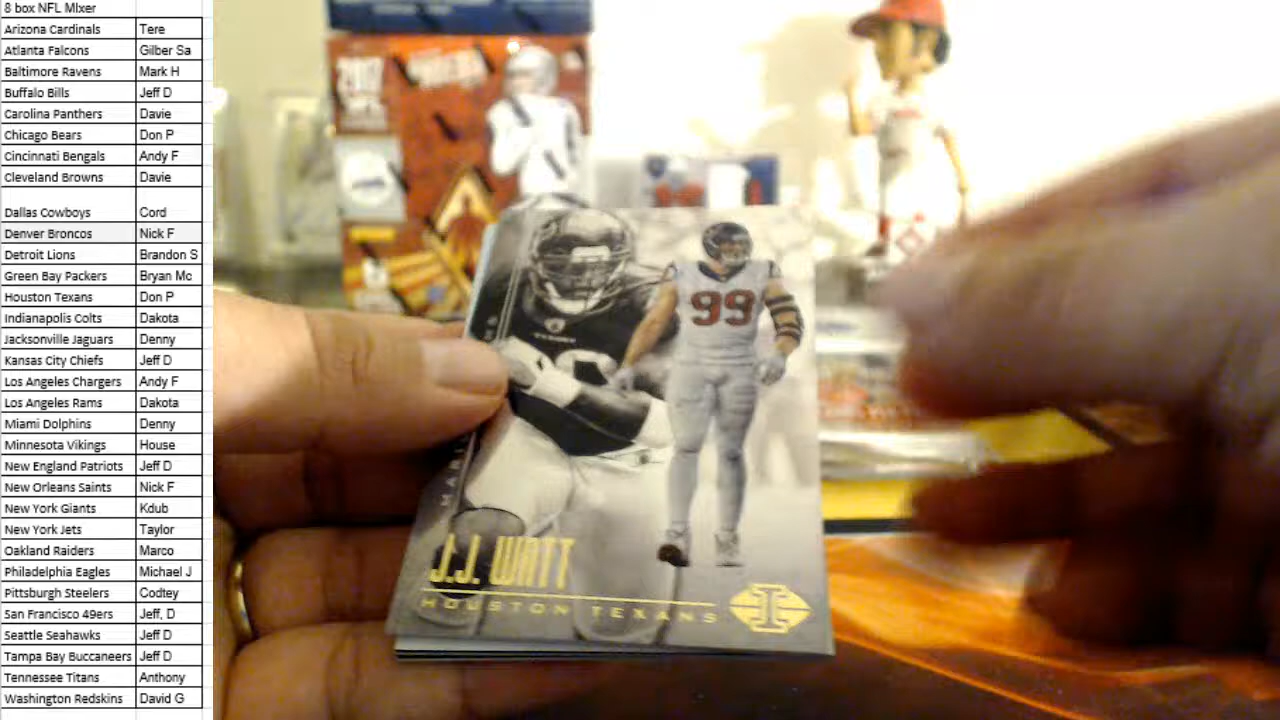 8 box NFL MIxer
Arizona Cardinals Tere
Atlanta Falcons Gilber Sa
Baltimore Ravens Mark H
Buffalo Bills Jeff D
Carolina Panthers Davie
Chicago Bears Don P
Cincinnati Bengals Andy F
Cleveland Browns Davie
Dallas Cowboys Cord
Denver Broncos Nick F
Detroit Lions Brandon S
Green Bay Packers Bryan Mc
Houston Texans Don P
Indianapolis Colts Dakota
Jacksonville Jaguars Denny
Kansas City Chiefs Jeff D
Los Angeles Chargers Andy F
Los Angeles Rams Dakota
Miami Dolphins Denny
Minnesota Vikings House
New England Patriots Jeff D
New Orleans Saints Nick F
New York Giants Kdub
New York Jets Taylor
Oakland Raiders Marco
Philadelphia Eagles Michael J
Pittsburgh Steelers Codtey
San Francisco 49ers Jeff, D
Seattle Seahawks Jeff D
Tampa Bay Buccaneers Jeff D
Tennessee Titans Anthony
Washington Redskins David G
2017
99
J.J. WATT
HOUSTON TEXANS